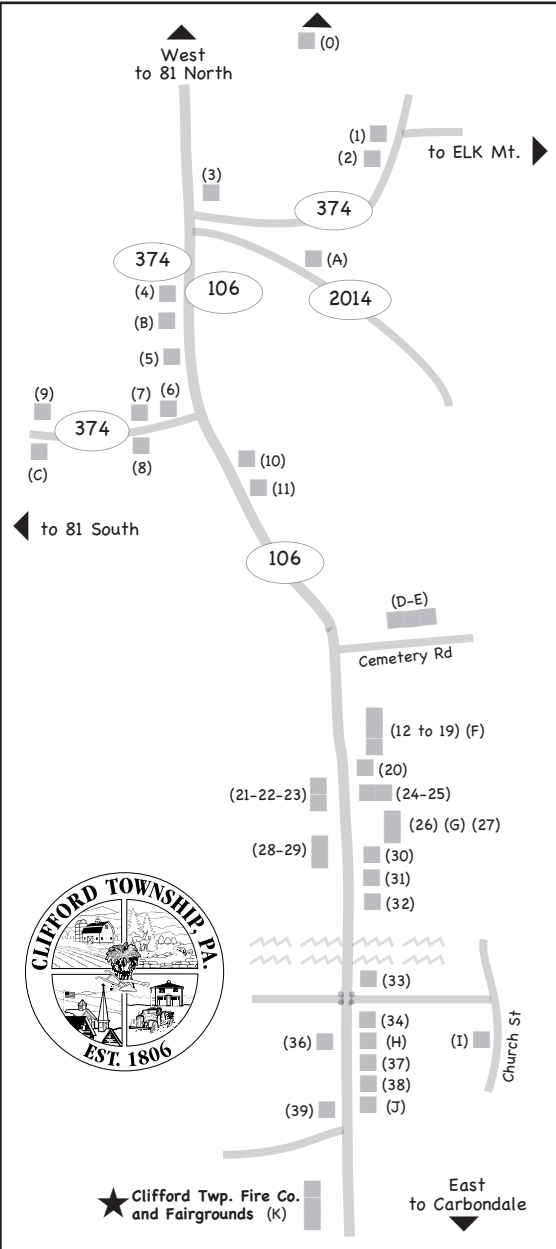 (0)
West
to 81 North
(1)
(2)
to ELK Mt.
(3)
374
374
(A)
(4)
106
2014
(B)
(5)
(9)
(7)
(6)
374
(C)
(8)
(10)
(11)
to 81 South
106
(D-E)
Cemetery Rd
(12 to 19) (F)
(20)
(21-22-23)
(24-25)
(26) (G) (27)
(28-29)
(30)
(31)
(32)
CLIFFORD TOWNSHIP, PA.
EST. 1806
(33)
(34)
(36)
(H)
(I)
Church St
(37)
(38)
(39)
(J)
Clifford Twp. Fire Co.
and Fairgrounds (K)
East
to Carbondale